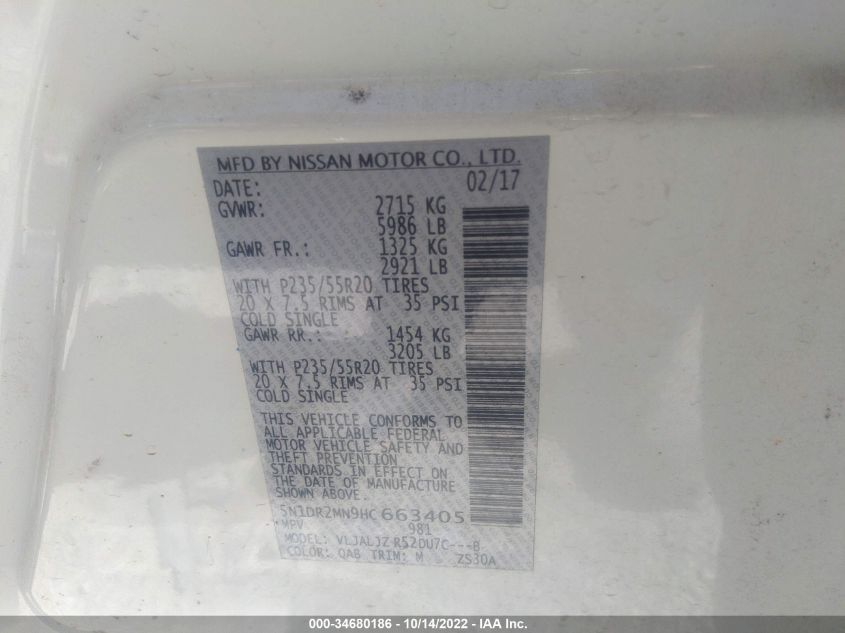 MFD BY NISSAN MOTOR CO., LTD.
DATE: 02/17
GVWR: 2715 KG
5986 LB
GAWR FR.: 1325 KG
2921 LB
WITH P235/55R20 TIRES
20 X 7.5 RIMS AT 35 PSI
COLD SINGLE
GAWR RR.: 1454 KG
3205 LB
WITH P235/55R20 TIRES
20 X 7.5 RIMS AT 35 PSI
COLD SINGLE
THIS VEHICLE CONFORMS TO
ALL APPLICABLE FEDERAL
MOTOR VEHICLE SAFETY AND
THEFT PREVENTION
STANDARDS IN EFFECT ON
THE DATE OF MANUFACTURE
SHOWN ABOVE
5N1DR2MN9HC663405
MPV 981
MODEL: VLJALJZ R52DU7C---B
COLOR: QAB TRIM: M ZS30A
000-34680186 - 10/14/2022 - IAA Inc.